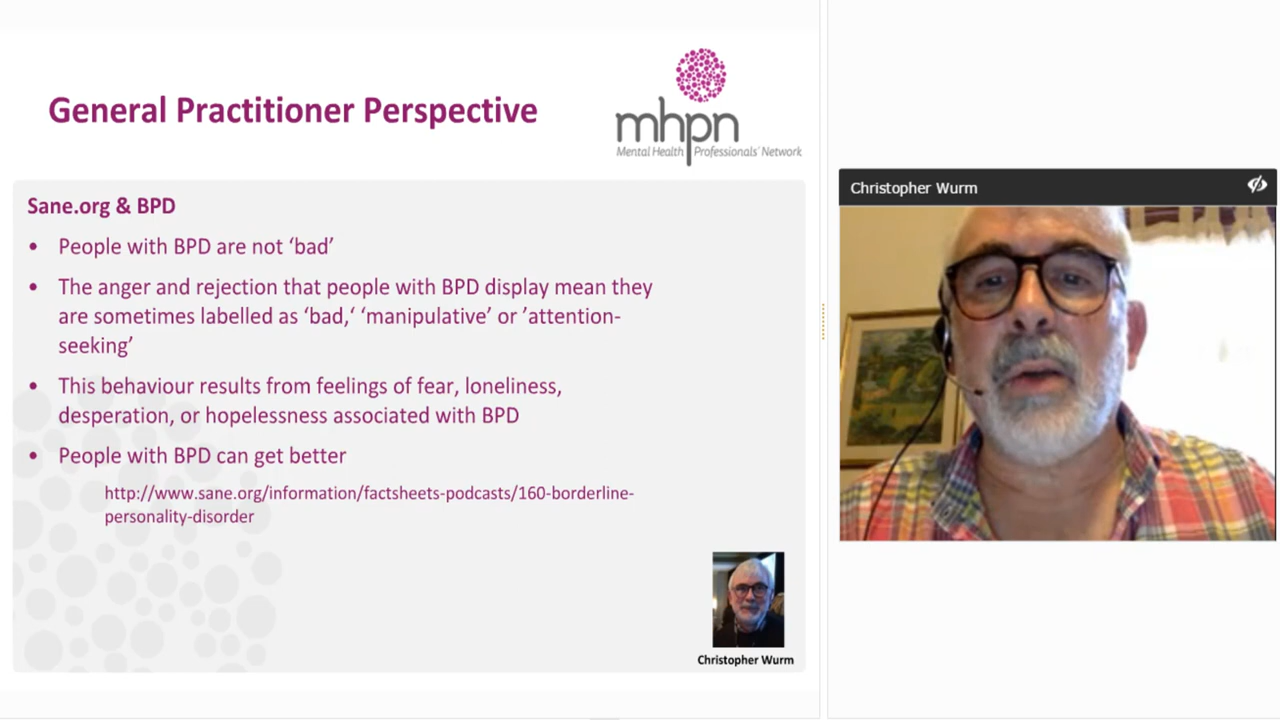 General Practitioner Perspective
mhpn
Mental Health Professionals' Network
Sane.org & BPD
• People with BPD are not ‘bad’
• The anger and rejection that people with BPD display mean they
are sometimes labelled as ‘bad,‘ ‘manipulative’ or ’attention-
seeking’
• This behaviour results from feelings of fear, loneliness,
desperation, or hopelessness associated with BPD
• People with BPD can get better
http://www.sane.org/information/factsheets-podcasts/160-borderline-
personality-disorder
Christopher Wurm
Christopher Wurm